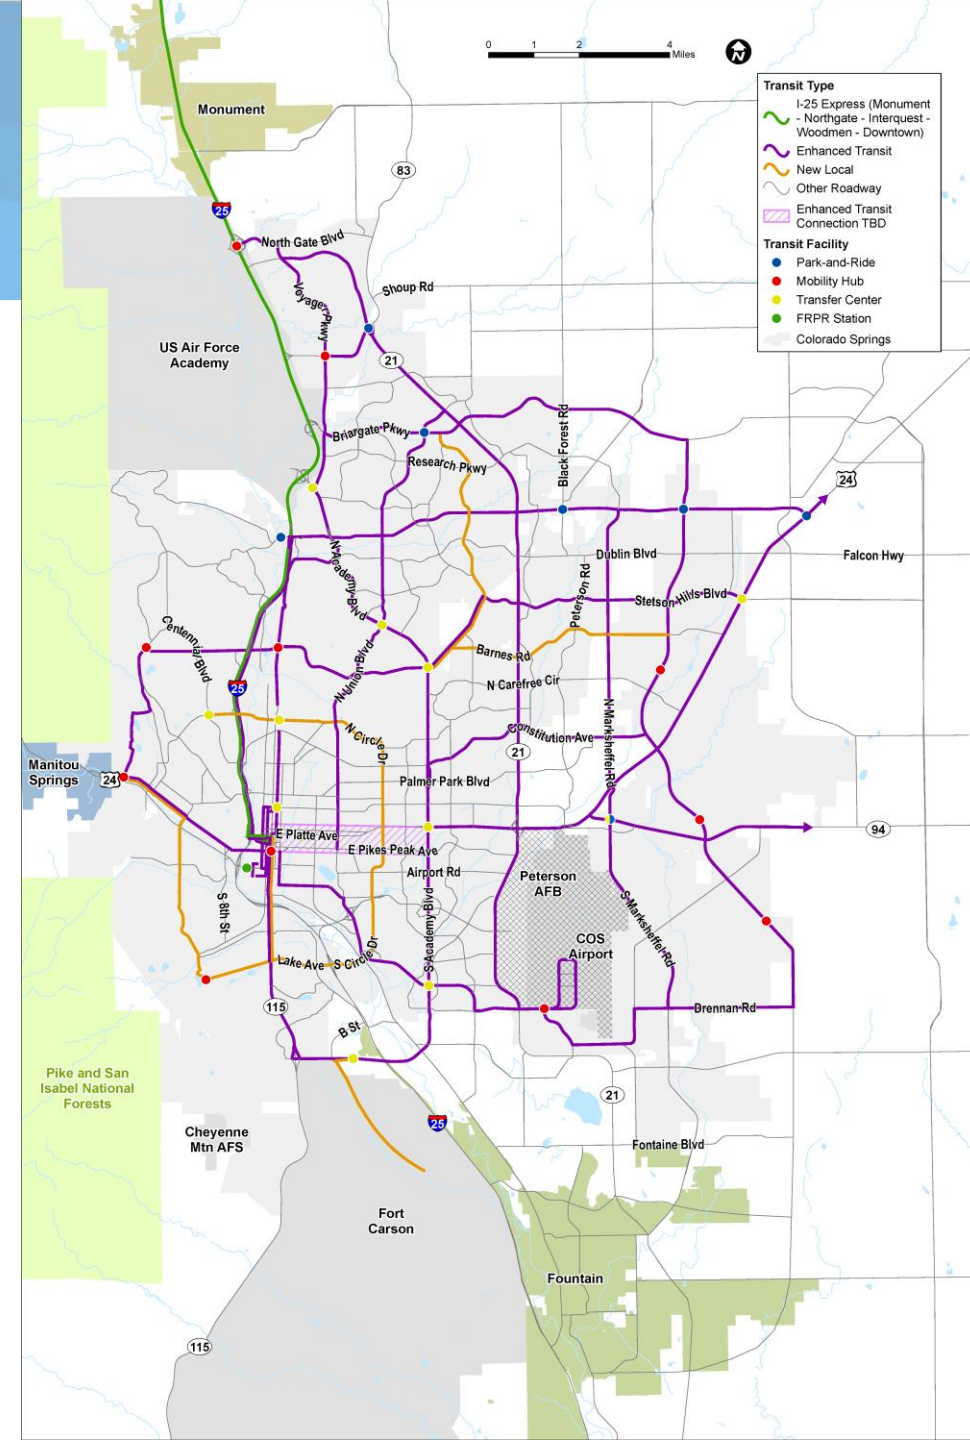 0 1 2 4
Miles
N
Transit Type
I-25 Express (Monument
- Northgate - Interquest -
Woodmen - Downtown)
Enhanced Transit
New Local
Other Roadway
Enhanced Transit
Connection TBD
Transit Facility
Park-and-Ride
Mobility Hub
Transfer Center
FRPR Station
Colorado Springs
Monument
83
25
North Gate Blvd
Voyager Pkwy
Shoup Rd
US Air Force
Academy
21
Briargate Pkwy
Black Forest Rd
Research Pkwy
24
Dublin Blvd
Falcon Hwy
N Academy Blvd
Peterson Rd
Stetson Hills Blvd
Centennial Blvd
N Union Blvd
Barnes Rd
N Carefree Cir
25
N Marksheffel Rd
N Circle Dr
Constitution Ave
21
Manitou
Springs
24
Palmer Park Blvd
E Platte Ave
94
E Pikes Peak Ave
Airport Rd
Peterson
AFB
S 8th St
S Academy Blvd
S Marksheffel Rd
COS
Airport
Lake Ave
S Circle Dr
115
Drennan Rd
B St
Pike and San
Isabel National
Forests
21
25
Cheyenne
Mtn AFS
Fontaine Blvd
Fort
Carson
Fountain
115